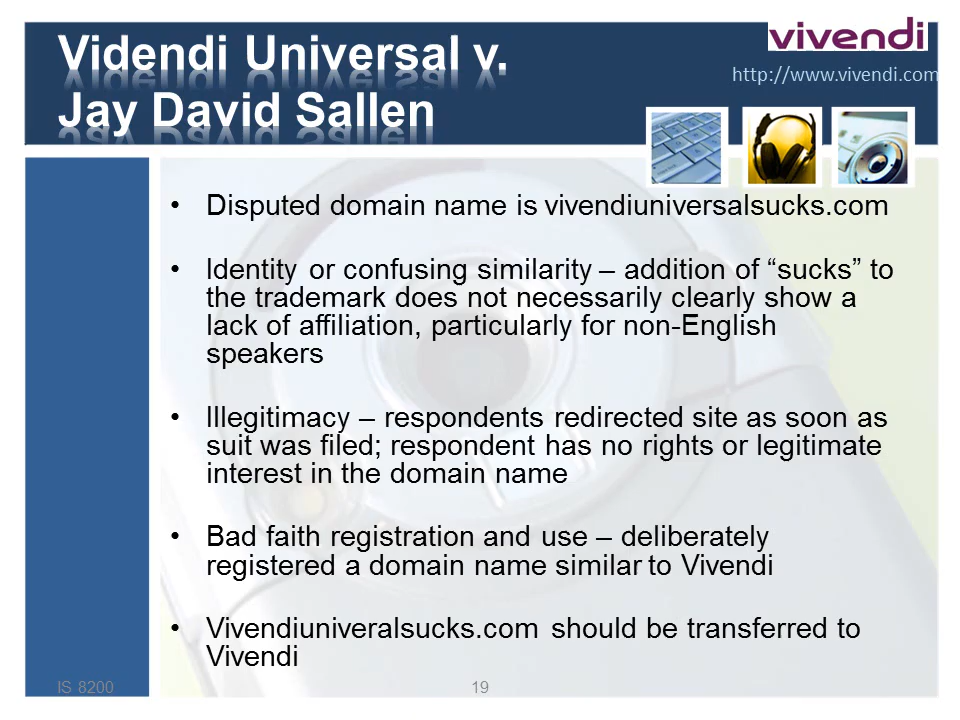 Videndi Universal v.
Jay David Sallen
vivendi
http://www.vivendi.com
• Disputed domain name is vivendiuniversalsucks.com
• Identity or confusing similarity – addition of “sucks” to
the trademark does not necessarily clearly show a
lack of affiliation, particularly for non-English
speakers
• Illegitimacy – respondents redirected site as soon as
suit was filed; respondent has no rights or legitimate
interest in the domain name
• Bad faith registration and use – deliberately
registered a domain name similar to Vivendi
• Vivendiuniveralsucks.com should be transferred to
Vivendi
IS 8200
19